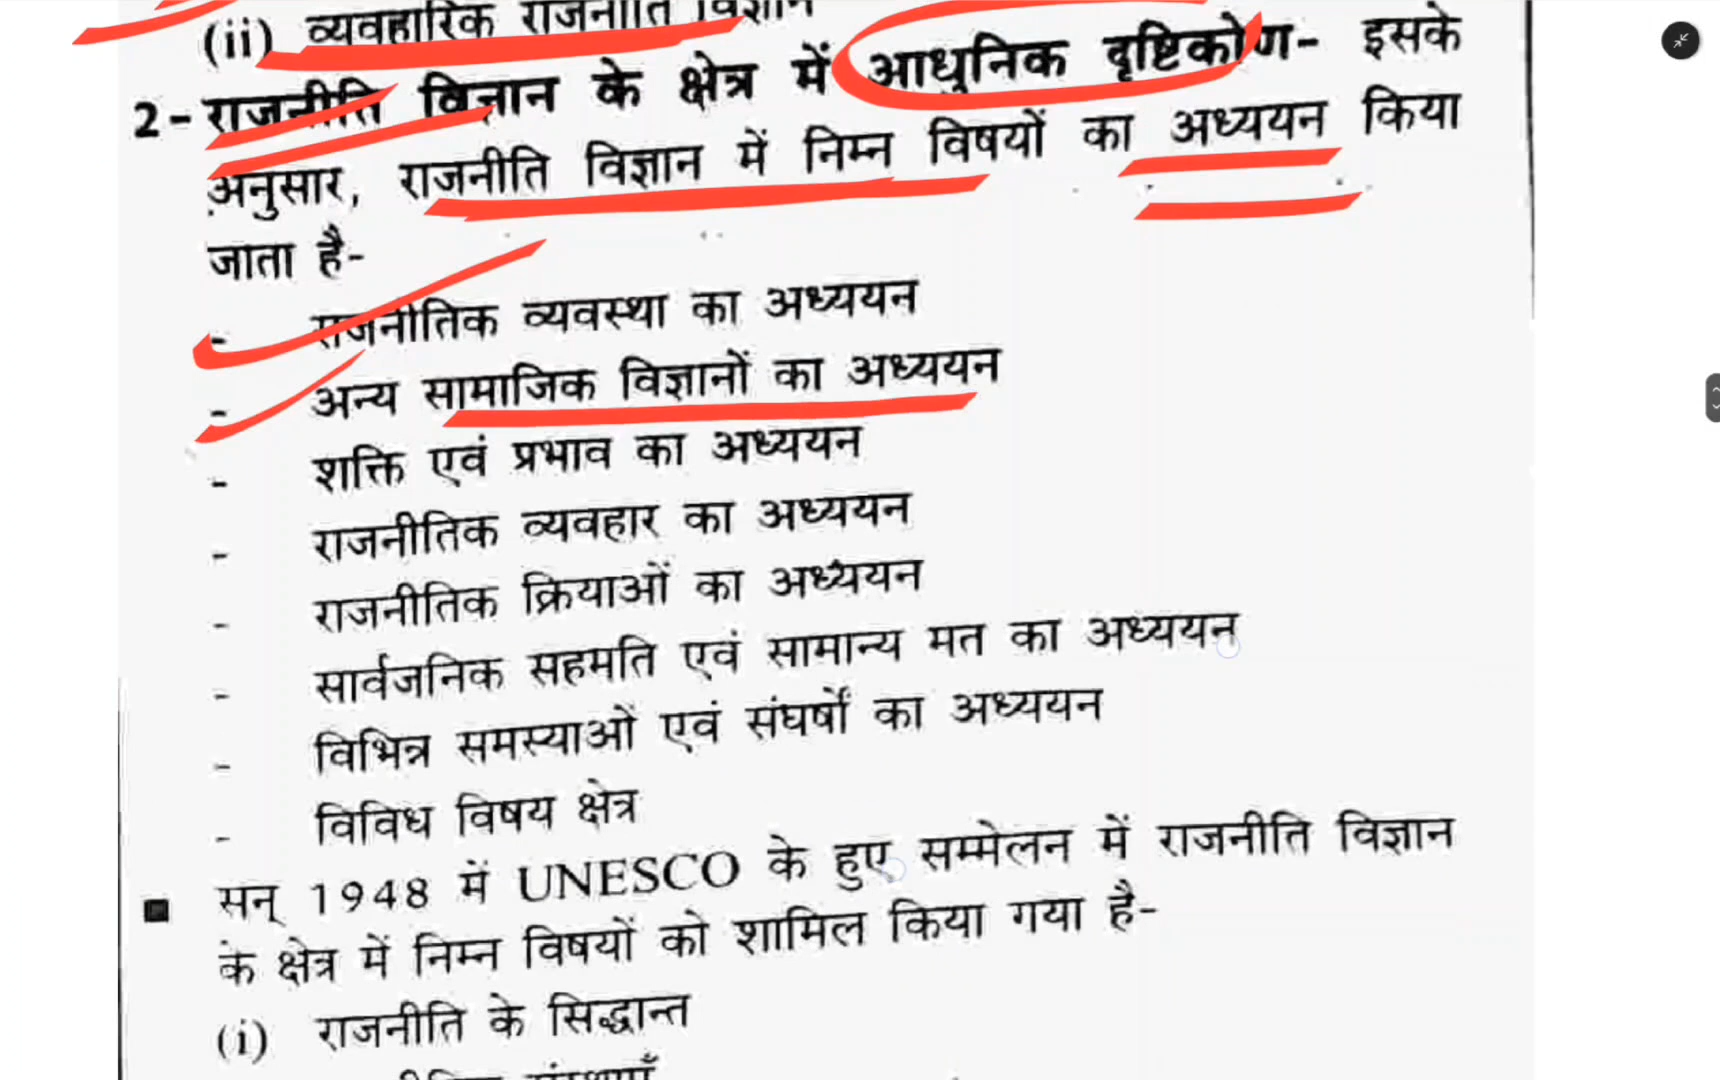 (ii) व्यवहारिक राजनीति विज्ञान
2- राजनीति विज्ञान के क्षेत्र में आधुनिक दृष्टिकोण- इसके
अनुसार, राजनीति विज्ञान में निम्न विषयों का अध्ययन किया
जाता है-
- राजनीतिक व्यवस्था का अध्ययन
- अन्य सामाजिक विज्ञानों का अध्ययन
- शक्ति एवं प्रभाव का अध्ययन
- राजनीतिक व्यवहार का अध्ययन
- राजनीतिक क्रियाओं का अध्ययन
- सार्वजनिक सहमति एवं सामान्य मत का अध्ययन
- विभिन्न समस्याओं एवं संघर्षों का अध्ययन
- विविध विषय क्षेत्र
■ सन् 1948 में UNESCO के हुए सम्मेलन में राजनीति विज्ञान
के क्षेत्र में निम्न विषयों को शामिल किया गया है-
(i) राजनीति के सिद्धान्त